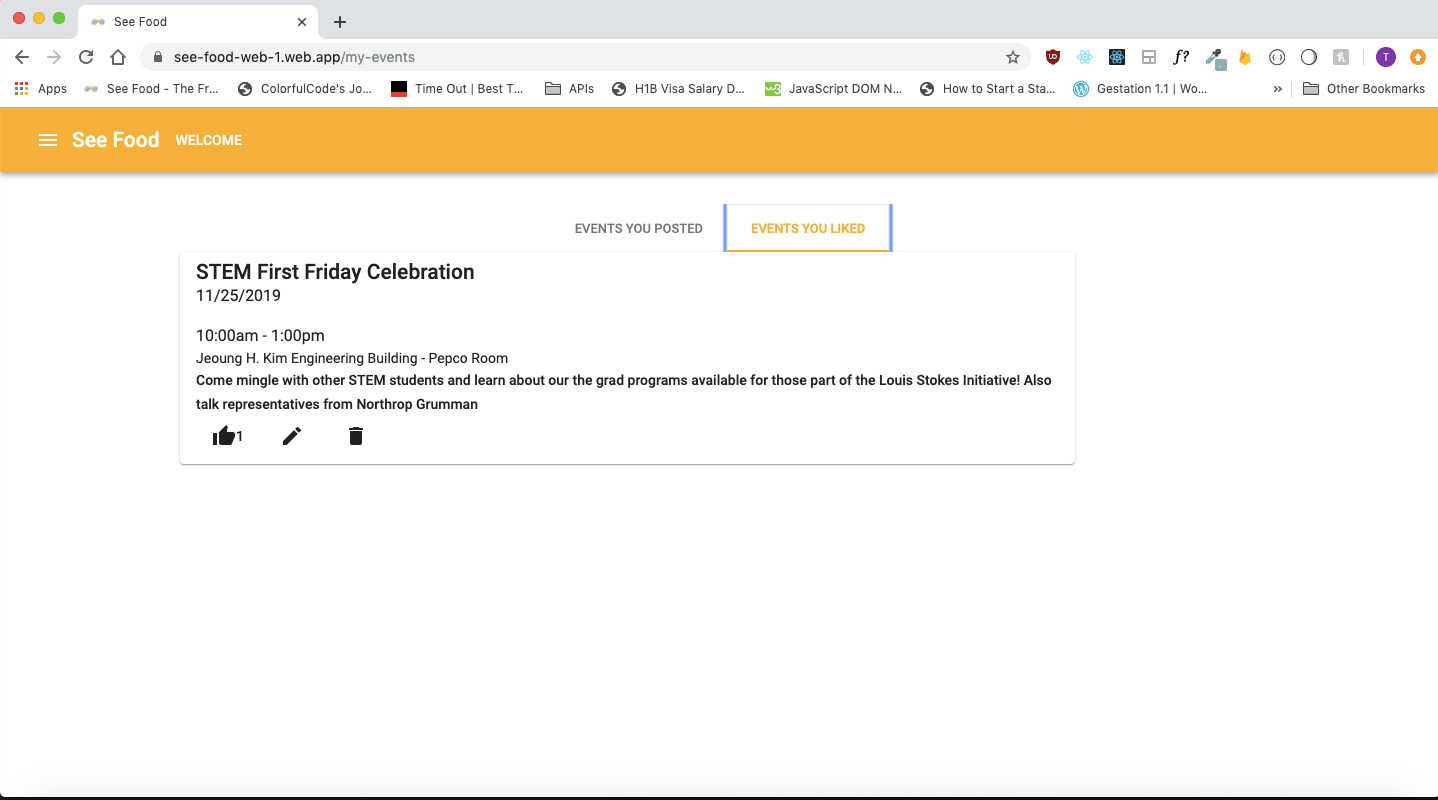 See Food
see-food-web-1.web.app/my-events
f?
T
Apps
See Food - The Fr...
ColorfulCode's Jo...
Time Out | Best T...
APIs
H1B Visa Salary D...
JavaScript DOM N...
How to Start a Sta...
Gestation 1.1 | Wo...
»
Other Bookmarks
See Food WELCOME
EVENTS YOU POSTED EVENTS YOU LIKED
STEM First Friday Celebration
11/25/2019
10:00am - 1:00pm
Jeoung H. Kim Engineering Building - Pepco Room
Come mingle with other STEM students and learn about our the grad programs available for those part of the Louis Stokes Initiative! Also
talk representatives from Northrop Grumman
1